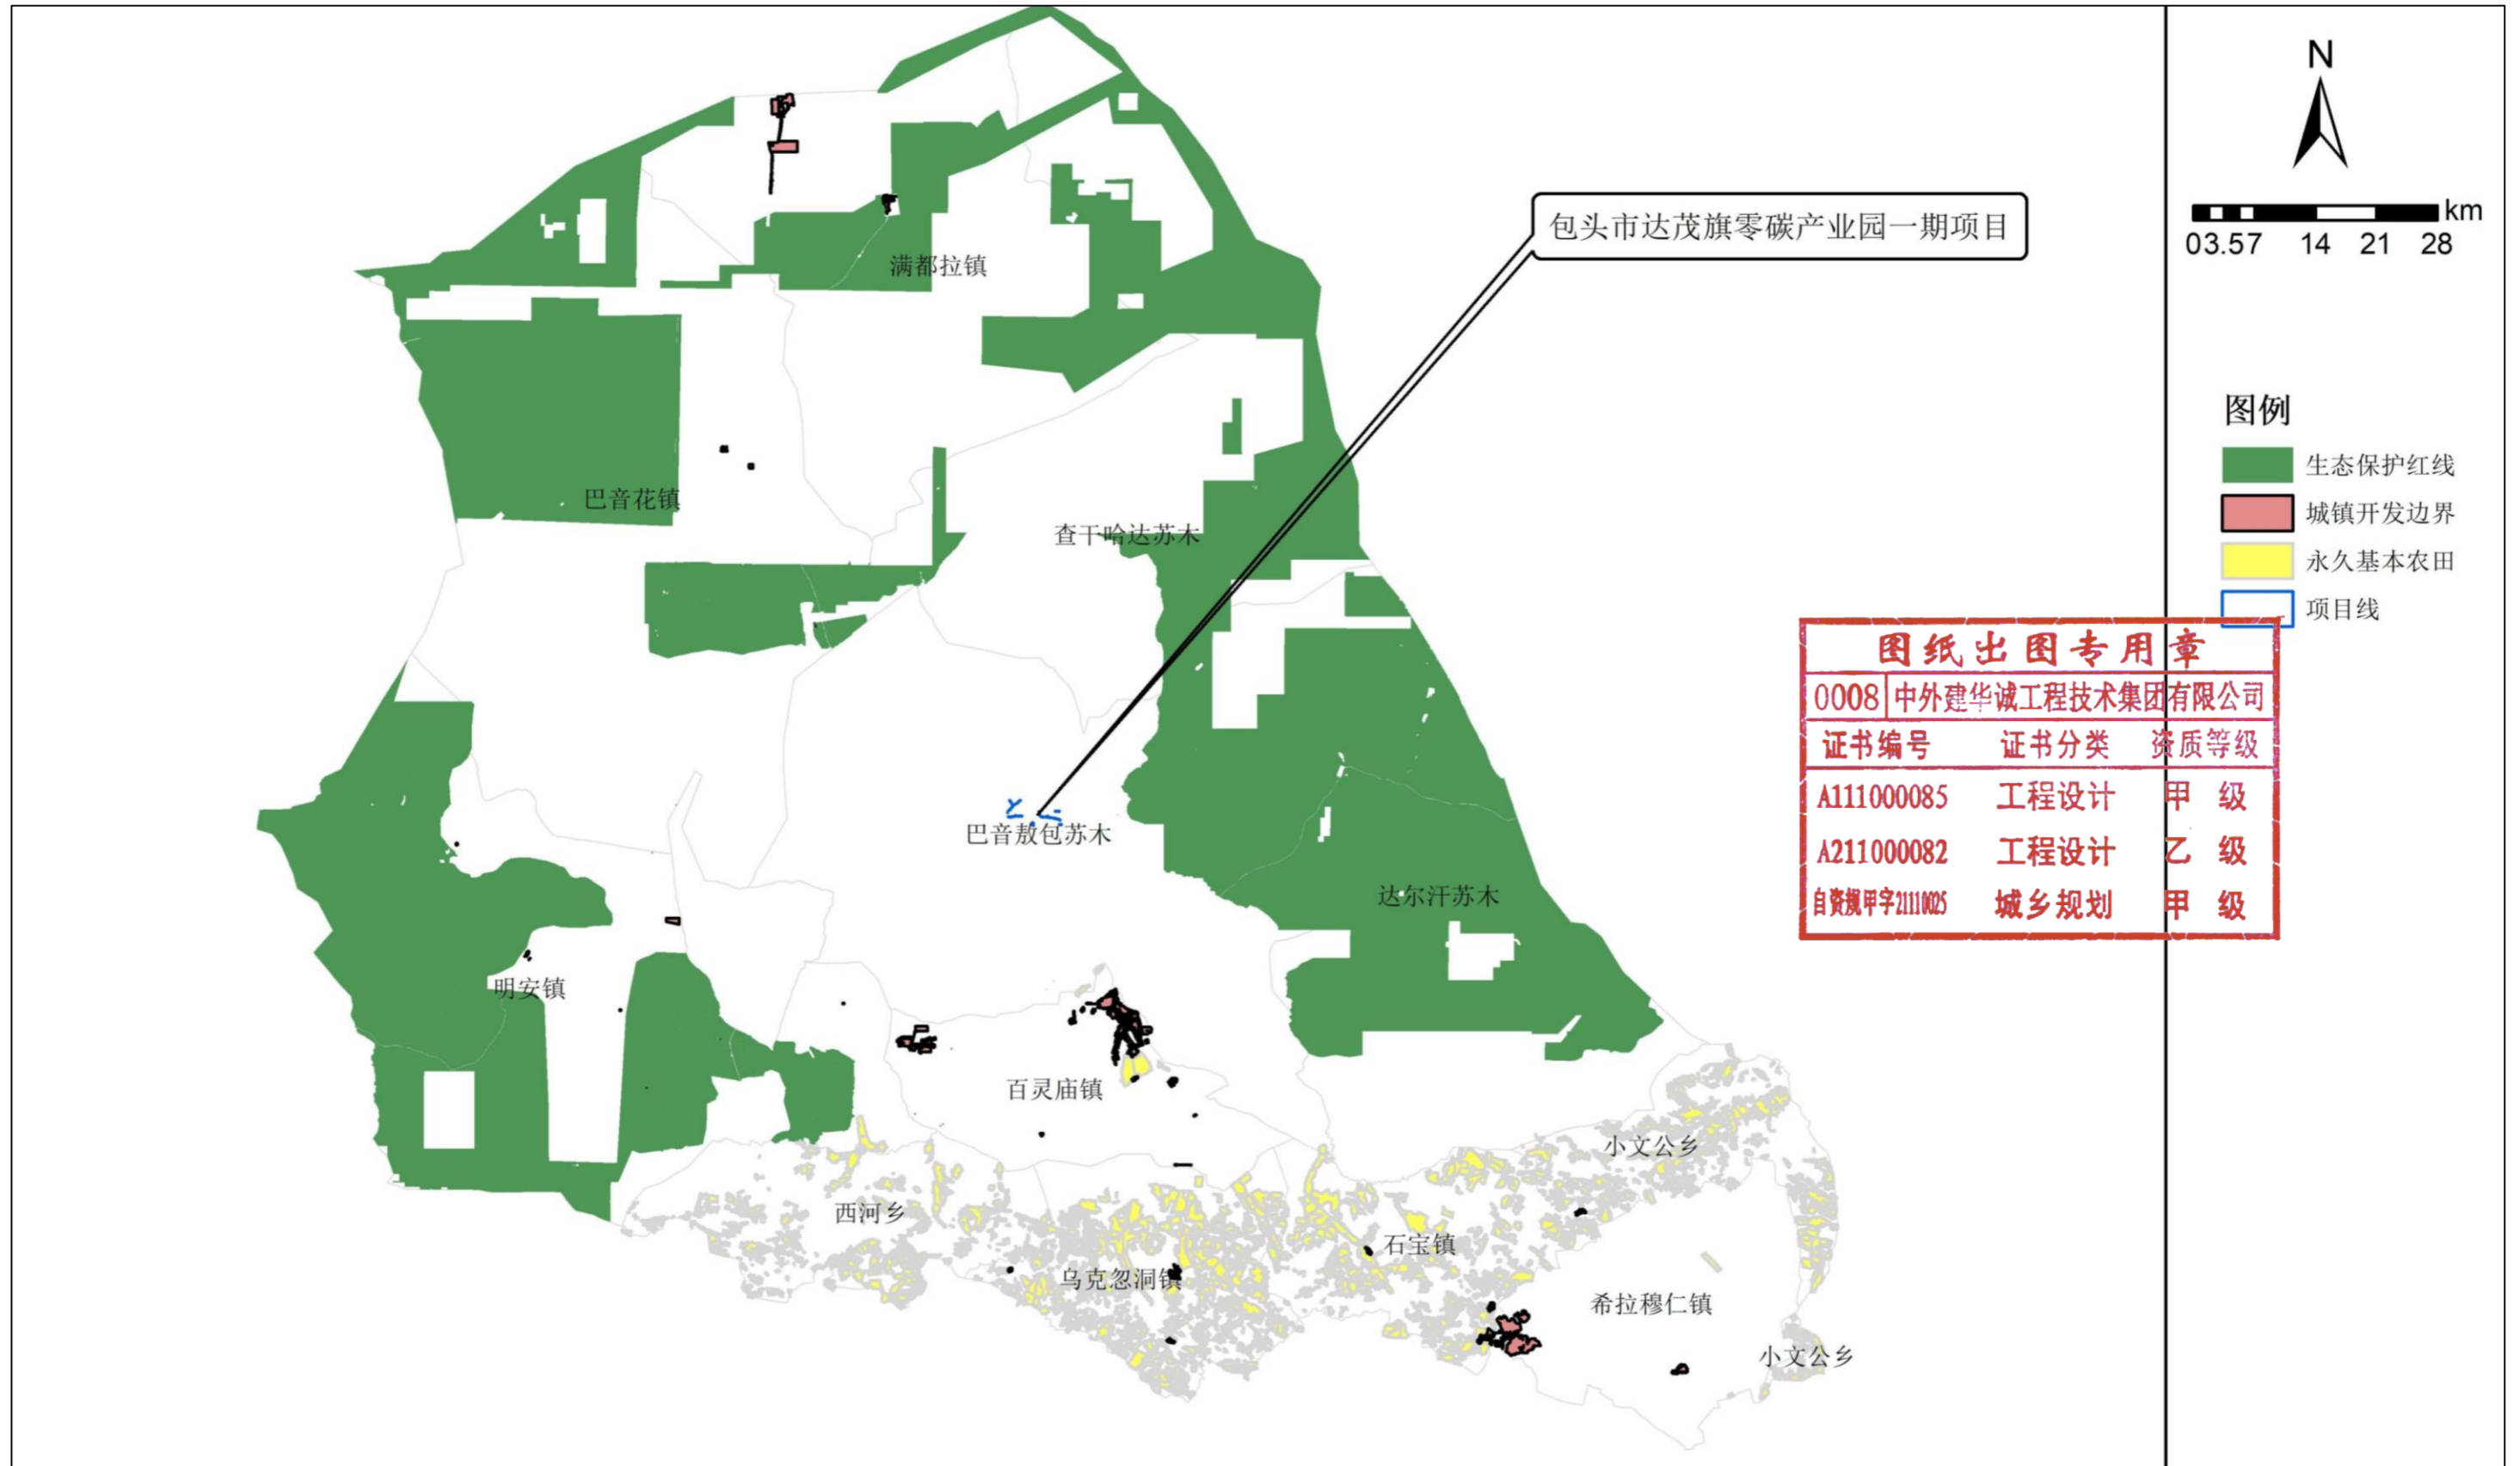 N
km
03.57 14 21 28
包头市达茂旗零碳产业园一期项目
满都拉镇
图例
生态保护红线
城镇开发边界
永久基本农田
项目线
巴音花镇
查干哈达苏木
图纸出图专用章
0008 中外建华诚工程技术集团有限公司
证书编号 证书分类 资质等级
A111000085 工程设计 甲 级
A211000082 工程设计 乙 级
自资规甲字21110025 城乡规划 甲 级
巴音敖包苏木
达尔汗苏木
明安镇
百灵庙镇
小文公乡
西河乡
石宝镇
乌克忽洞镇
希拉穆仁镇
小文公乡